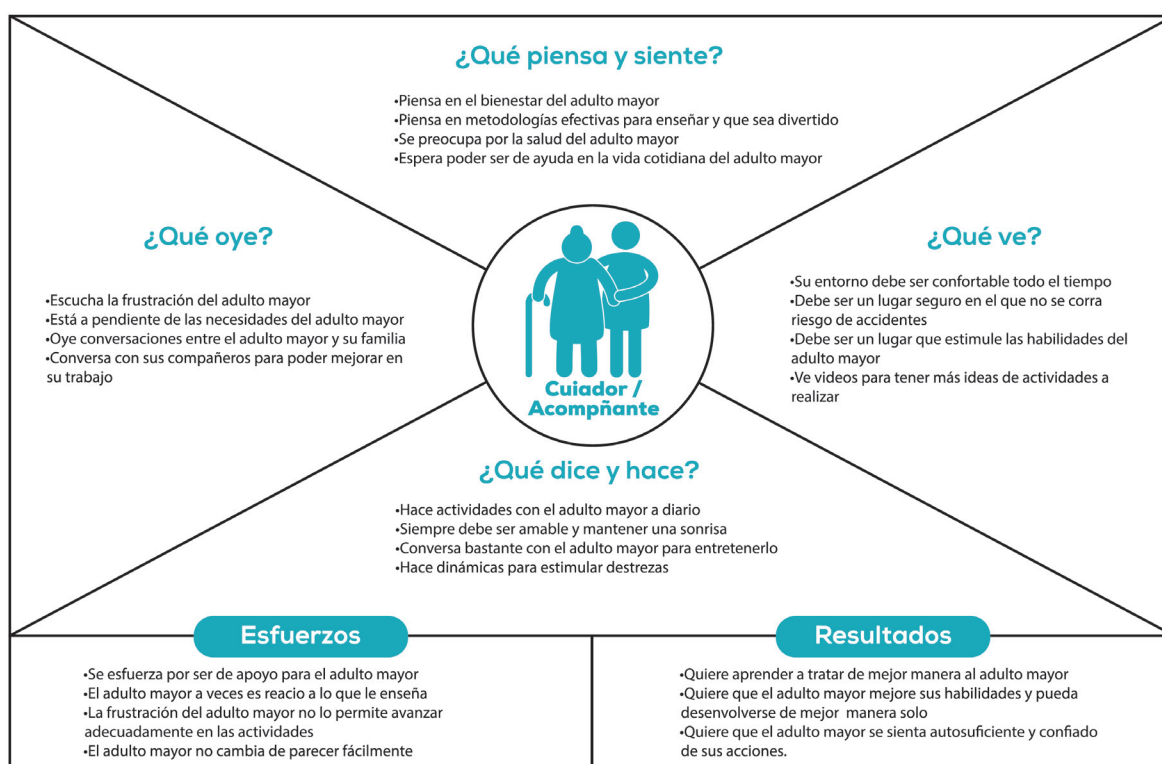 ¿Qué piensa y siente?
•Piensa en el bienestar del adulto mayor
•Piensa en metodologías efectivas para enseñar y que sea divertido
•Se preocupa por la salud del adulto mayor
•Espera poder ser de ayuda en la vida cotidiana del adulto mayor
¿Qué oye?
•Escucha la frustración del adulto mayor
•Está a pendiente de las necesidades del adulto mayor
•Oye conversaciones entre el adulto mayor y su familia
•Conversa con sus compañeros para poder mejorar en
su trabajo
Cuiador /
Acompñante
¿Qué ve?
•Su entorno debe ser confortable todo el tiempo
•Debe ser un lugar seguro en el que no se corra
riesgo de accidentes
•Debe ser un lugar que estimule las habilidades del
adulto mayor
•Ve videos para tener más ideas de actividades a
realizar
¿Qué dice y hace?
•Hace actividades con el adulto mayor a diario
•Siempre debe ser amable y mantener una sonrisa
•Conversa bastante con el adulto mayor para entretenerlo
•Hace dinámicas para estimular destrezas
Esfuerzos
•Se esfuerza por ser de apoyo para el adulto mayor
•El adulto mayor a veces es reacio a lo que le enseña
•La frustración del adulto mayor no lo permite avanzar
adecuadamente en las actividades
•El adulto mayor no cambia de parecer fácilmente
Resultados
•Quiere aprender a tratar de mejor manera al adulto mayor
•Quiere que el adulto mayor mejore sus habilidades y pueda
desenvolverse de mejor manera solo
•Quiere que el adulto mayor se sienta autosuficiente y confiado
de sus acciones.